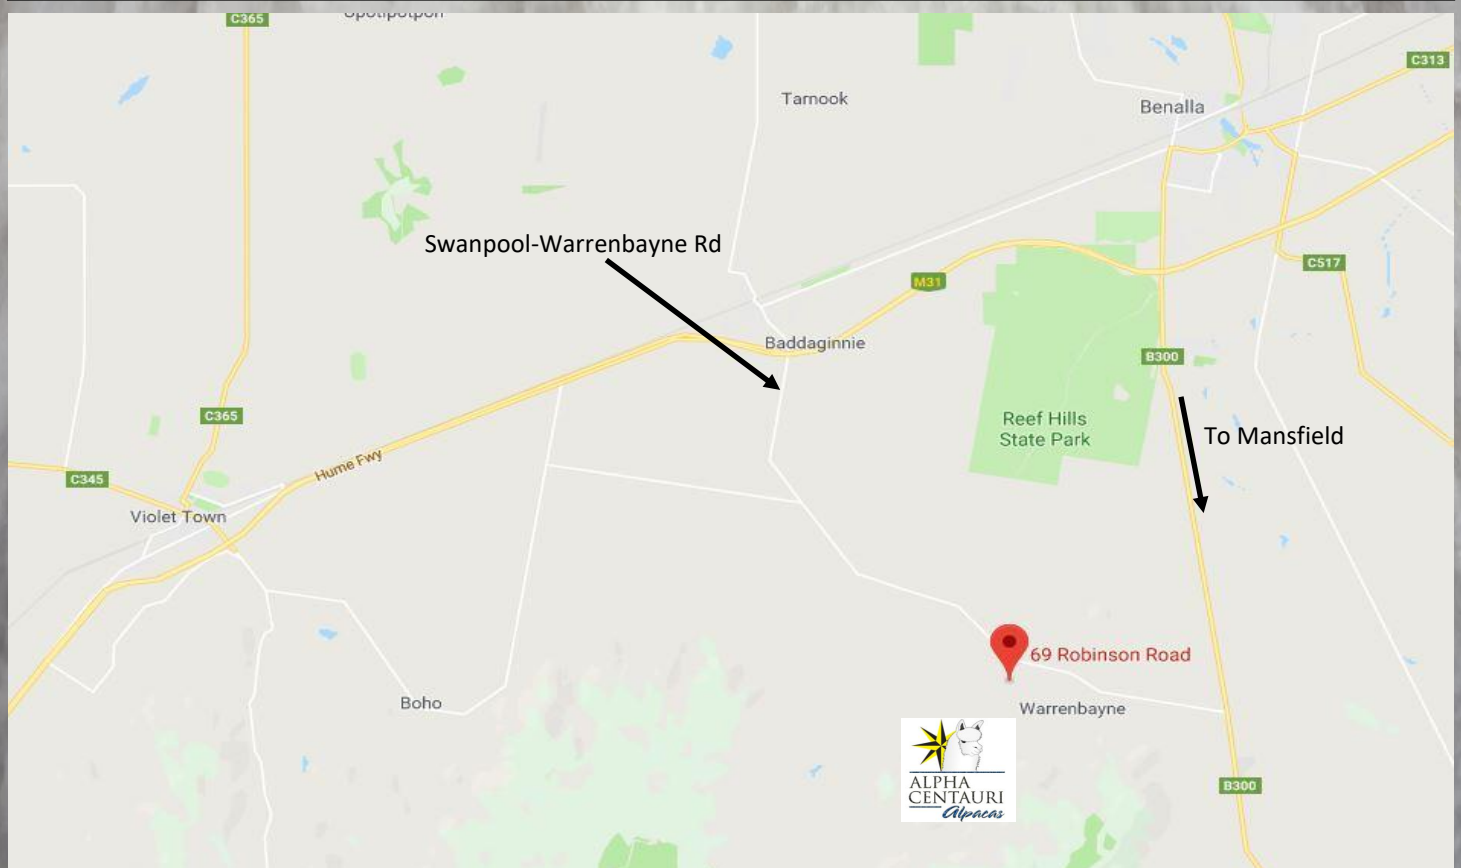 C365
C313
Tarnook
Benalla
Swanpool-Warrenbayne Rd
C517
M31
Baddaginnie
B300
C365
Reef Hills
State Park
To Mansfield
Hume Fwy
C345
Violet Town
69 Robinson Road
Boho
Warrenbayne
ALPHA
CENTAURI
Alpacas
B300